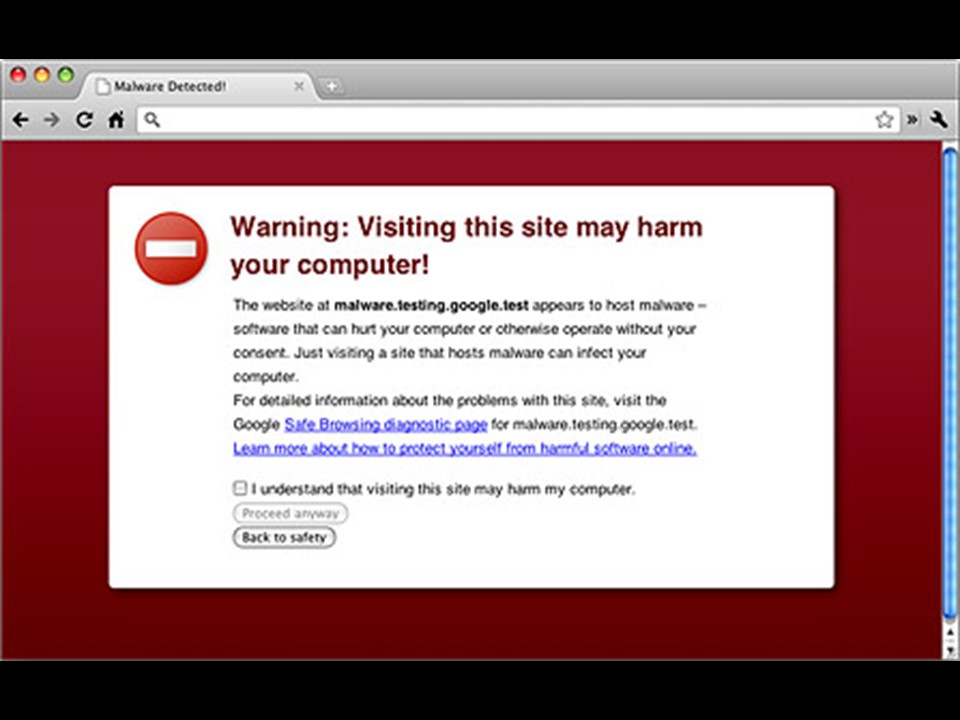 Malware Detected!
Warning: Visiting this site may harm
your computer!
The website at malware.testing.google.test appears to host malware –
software that can hurt your computer or otherwise operate without your
consent. Just visiting a site that hosts malware can infect your
computer.
For detailed information about the problems with this site, visit the
Google Safe Browsing diagnostic page for malware.testing.google.test.
Learn more about how to protect yourself from harmful software online.
I understand that visiting this site may harm my computer.
Proceed anyway
Back to safety